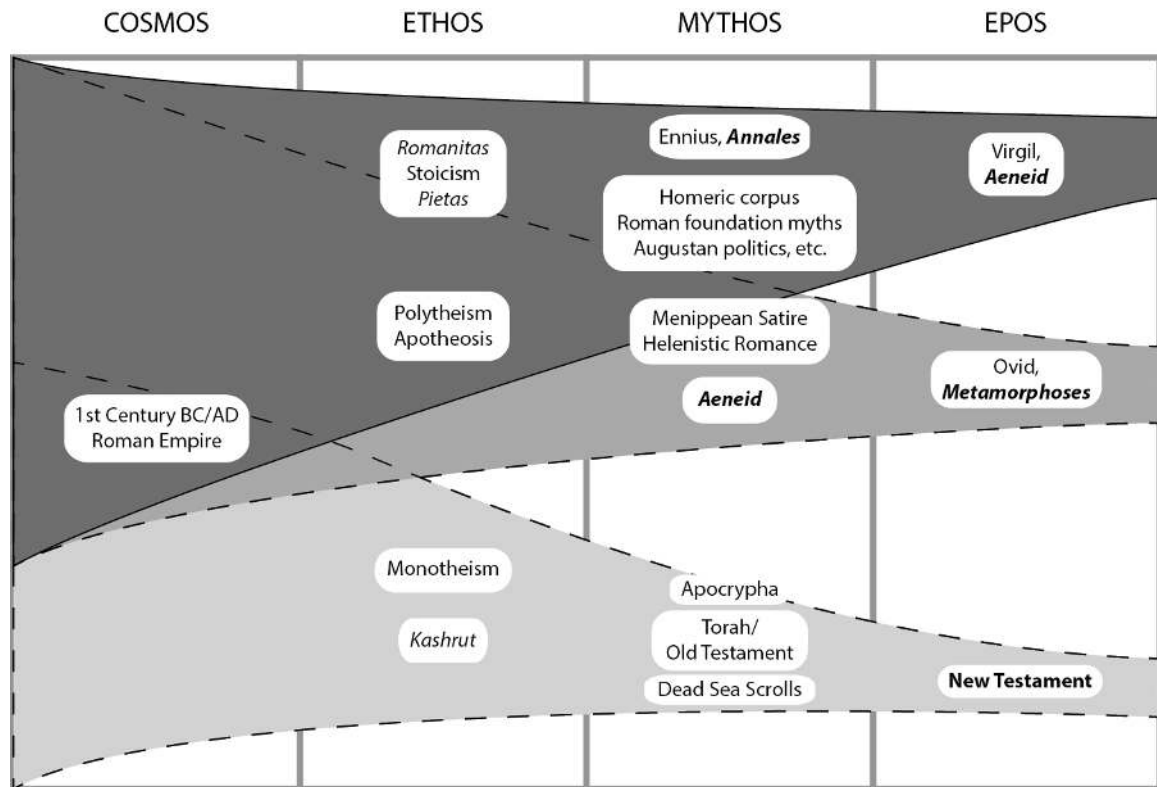 COSMOS
ETHOS
MYTHOS
EPOS
Romanitas
Stoicism
Pietas
Ennius, Annales
Virgil,
Aeneid
Homeric corpus
Roman foundation myths
Augustan politics, etc.
Polytheism
Apotheosis
Menippean Satire
Helenistic Romance
Aeneid
Ovid,
Metamorphoses
1st Century BC/AD
Roman Empire
Monotheism
Kashrut
Apocrypha
Torah/
Old Testament
Dead Sea Scrolls
New Testament